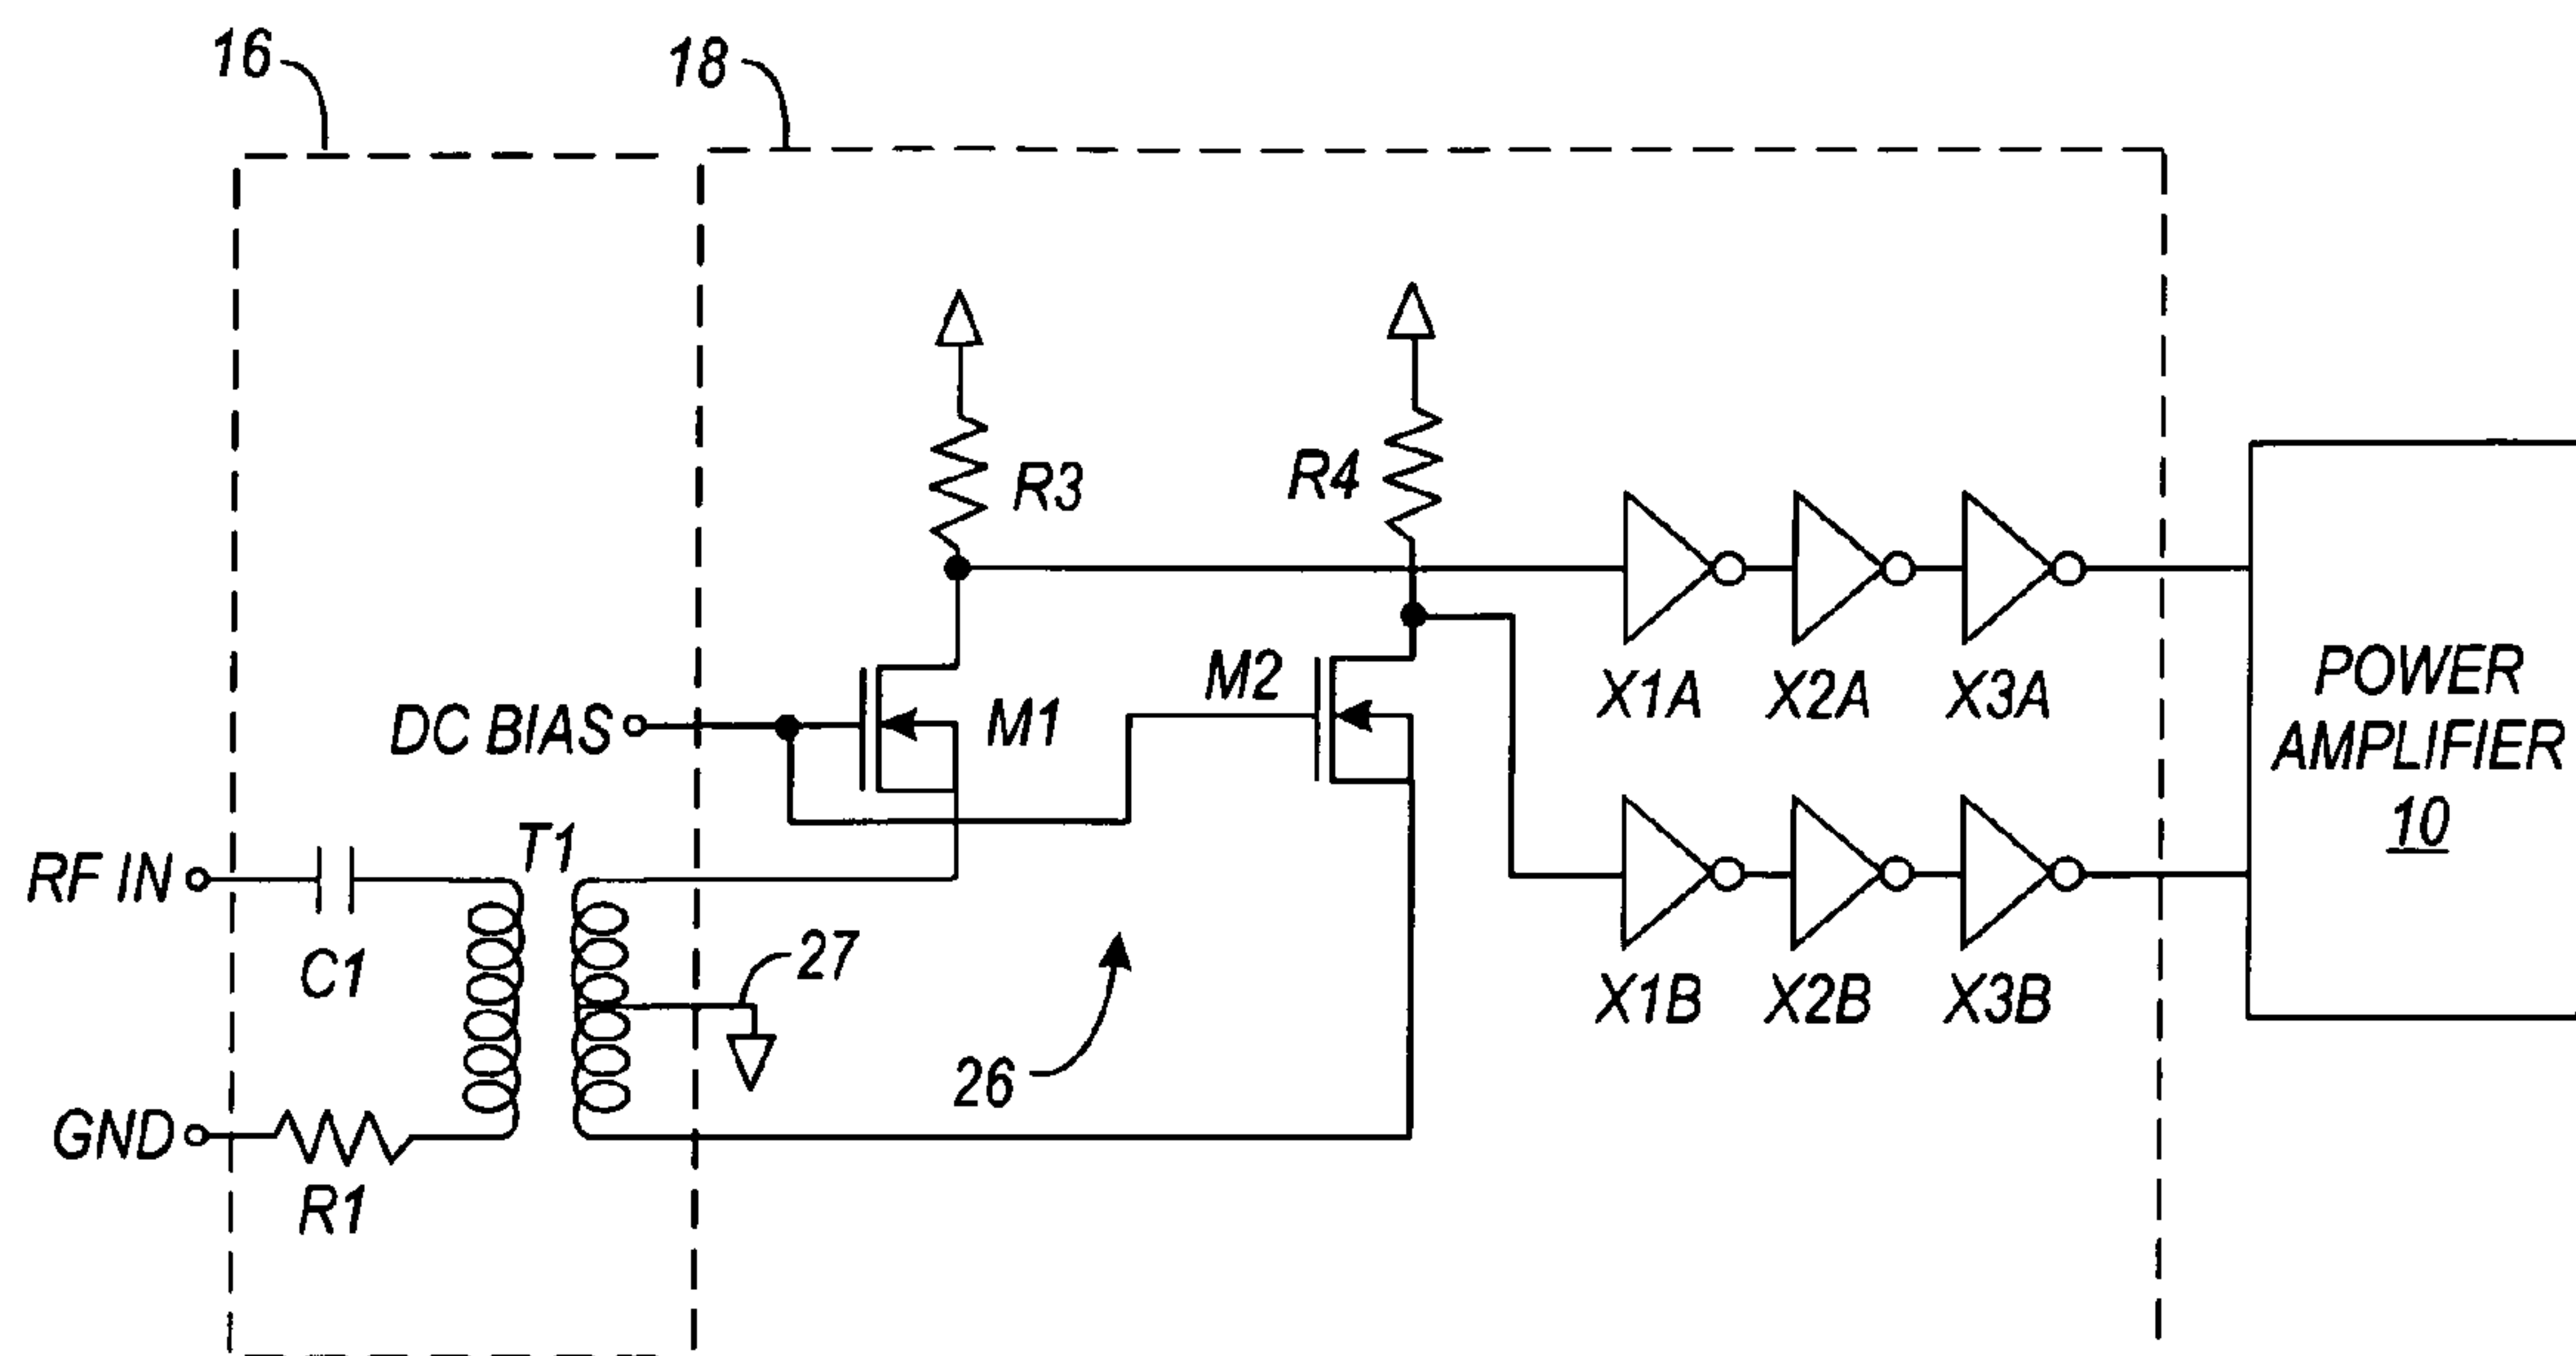 16
18
R3
R4
X1A
X2A
X3A
POWER
AMPLIFIER
10
M2
M1
DC BIAS
RF IN
T1
C1
27
26
X1B
X2B
X3B
GND
R1